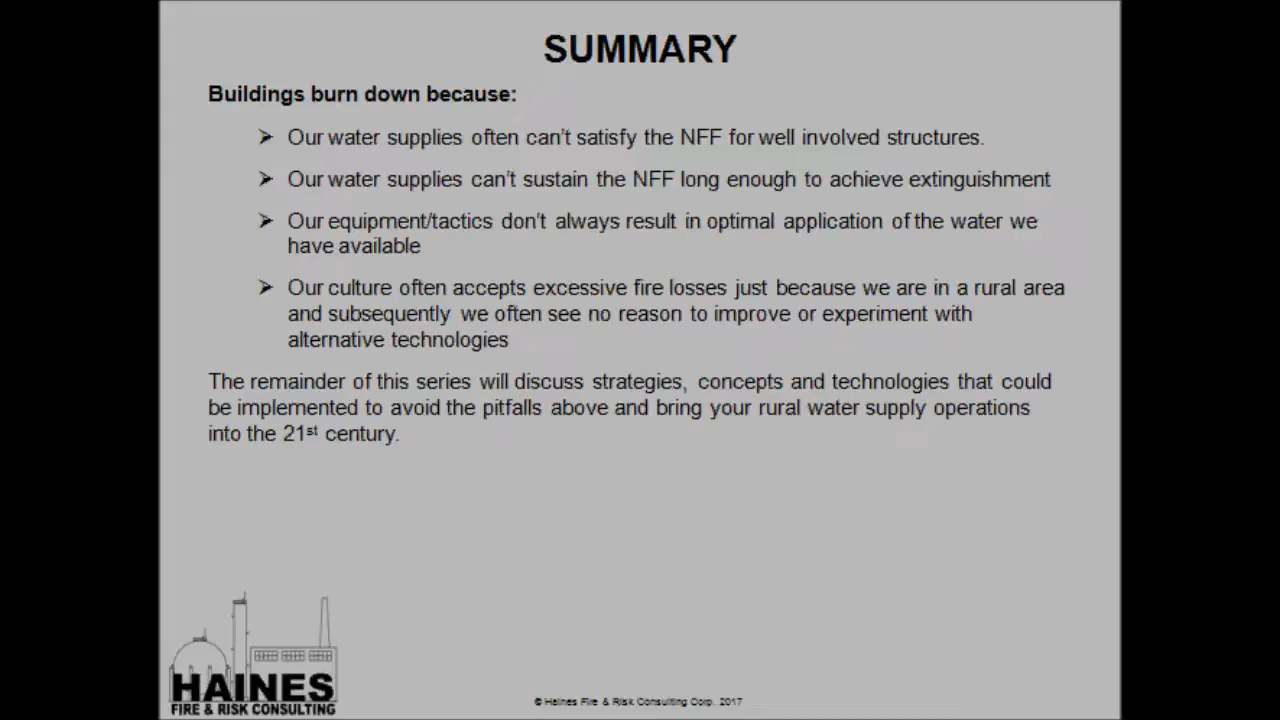 SUMMARY
Buildings burn down because:
➢ Our water supplies often can't satisfy the NFF for well involved structures.
➢ Our water supplies can't sustain the NFF long enough to achieve extinguishment
➢ Our equipment/tactics don't always result in optimal application of the water we
have available
➢ Our culture often accepts excessive fire losses just because we are in a rural area
and subsequently we often see no reason to improve or experiment with
alternative technologies
The remainder of this series will discuss strategies, concepts and technologies that could
be implemented to avoid the pitfalls above and bring your rural water supply operations
into the 21st century.
HAINES
FIRE & RISK CONSULTING
© Haines Fire & Risk Consulting Corp. 2017